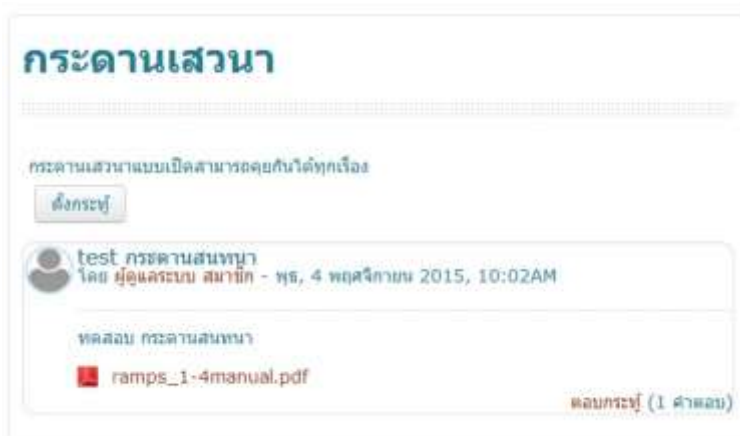 กระดานเสวนา
กระดานเสวนาแบบเปิดสามารถคุยกันได้ทุกเรื่อง
ตั้งกระทู้
test กระดานสนทนา
โดย ผู้ดูแลระบบ สมาชิก - พุธ, 4 พฤศจิกายน 2015, 10:02AM
ทดสอบ กระดานสนทนา
ramps_1-4manual.pdf
ตอบกระทู้ (1 คำตอบ)